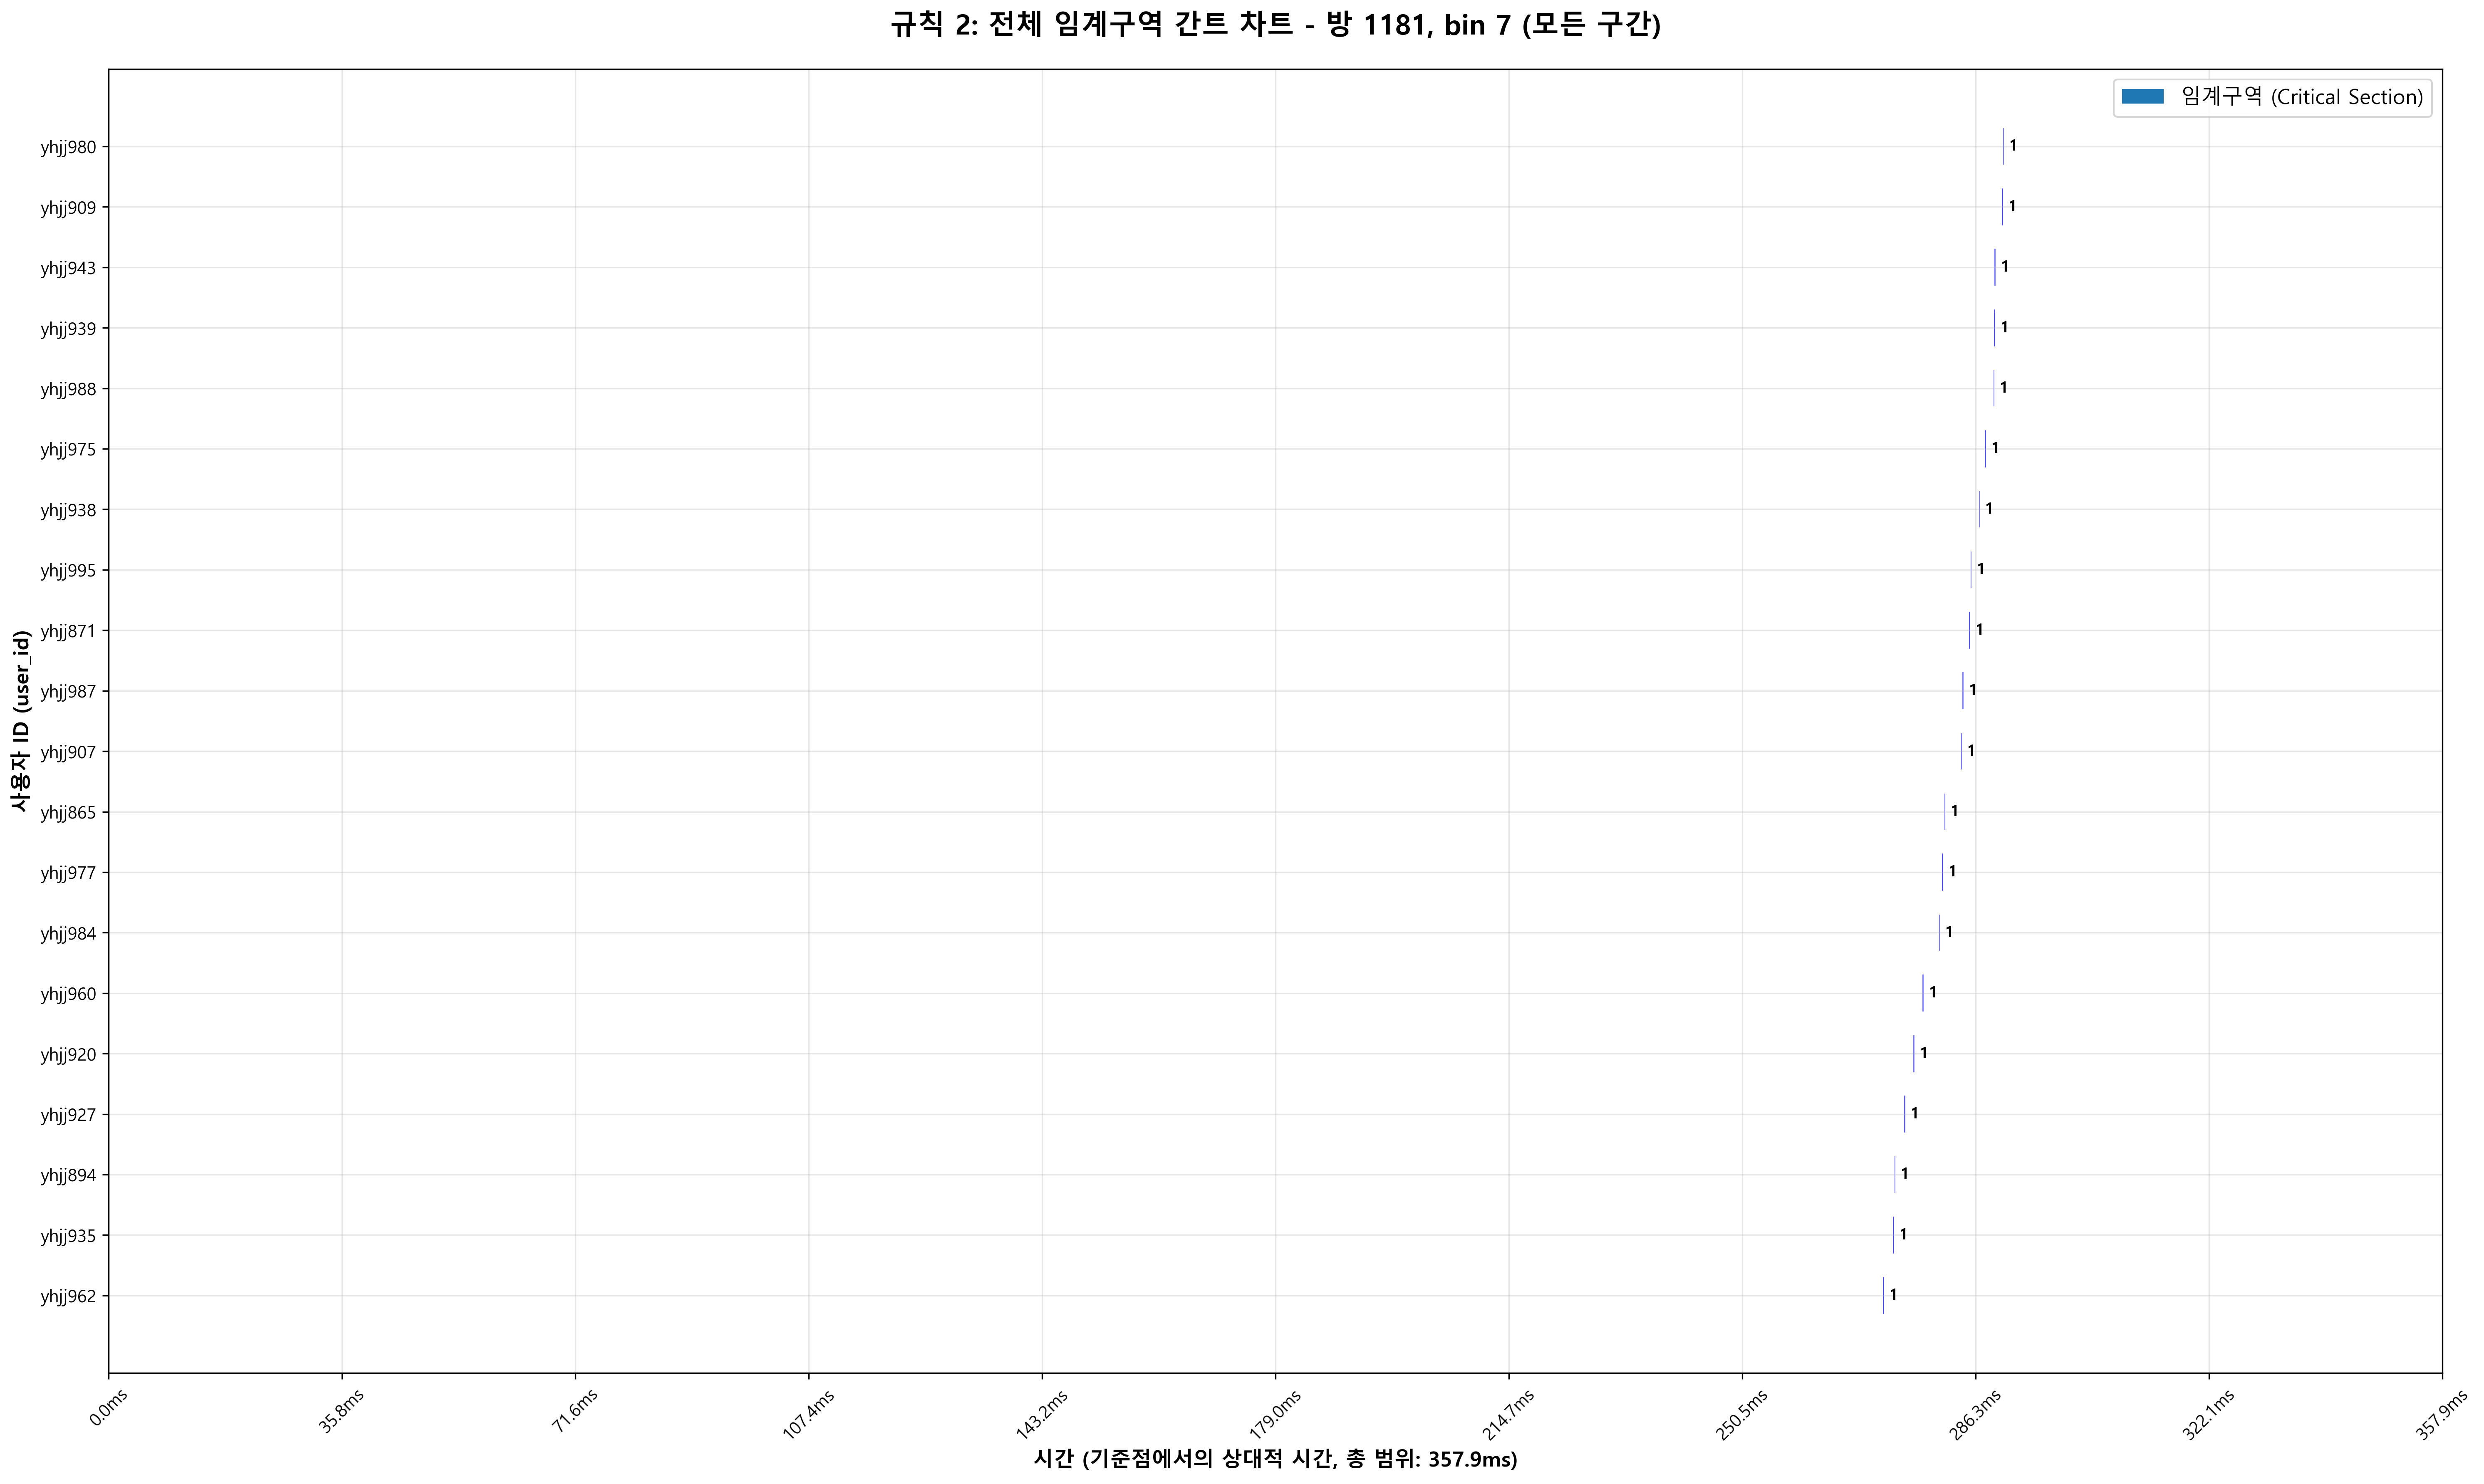 규칙 2: 전체 임계구역 간트 차트 - 방 1181, bin 7 (모든 구간)
임계구역 (Critical Section)
사용자 ID (user_id)
yhjj980 1
yhjj909 1
yhjj943 1
yhjj939 1
yhjj988 1
yhjj975 1
yhjj938 1
yhjj995 1
yhjj871 1
yhjj987 1
yhjj907 1
yhjj865 1
yhjj977 1
yhjj984 1
yhjj960 1
yhjj920 1
yhjj927 1
yhjj894 1
yhjj935 1
yhjj962 1
0.0ms 35.8ms 71.6ms 107.4ms 143.2ms 179.0ms 214.7ms 250.5ms 286.3ms 322.1ms 357.9ms
시간 (기준점에서의 상대적 시간, 총 범위: 357.9ms)